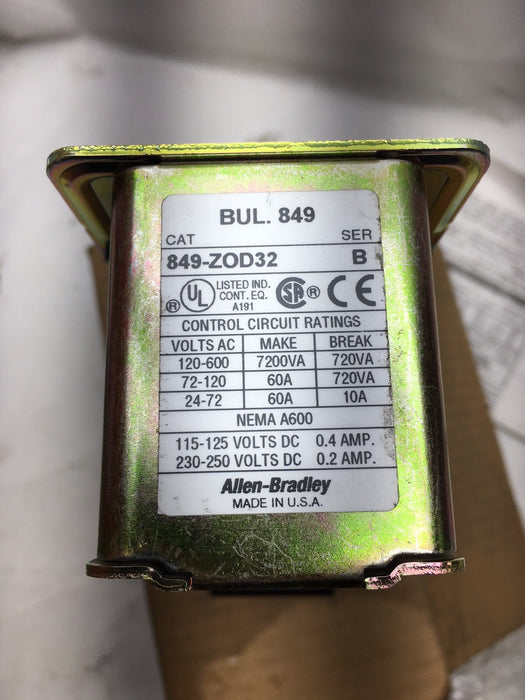 BUL. 849
CAT SER
849-ZOD32 B
® UL LISTED IND. CONT. EQ. A191 SA ® CE
CONTROL CIRCUIT RATINGS
VOLTS AC MAKE BREAK
120-600 7200VA 720VA
72-120 60A 720VA
24-72 60A 10A
NEMA A600
115-125 VOLTS DC 0.4 AMP.
230-250 VOLTS DC 0.2 AMP.
Allen-Bradley
MADE IN U.S.A.